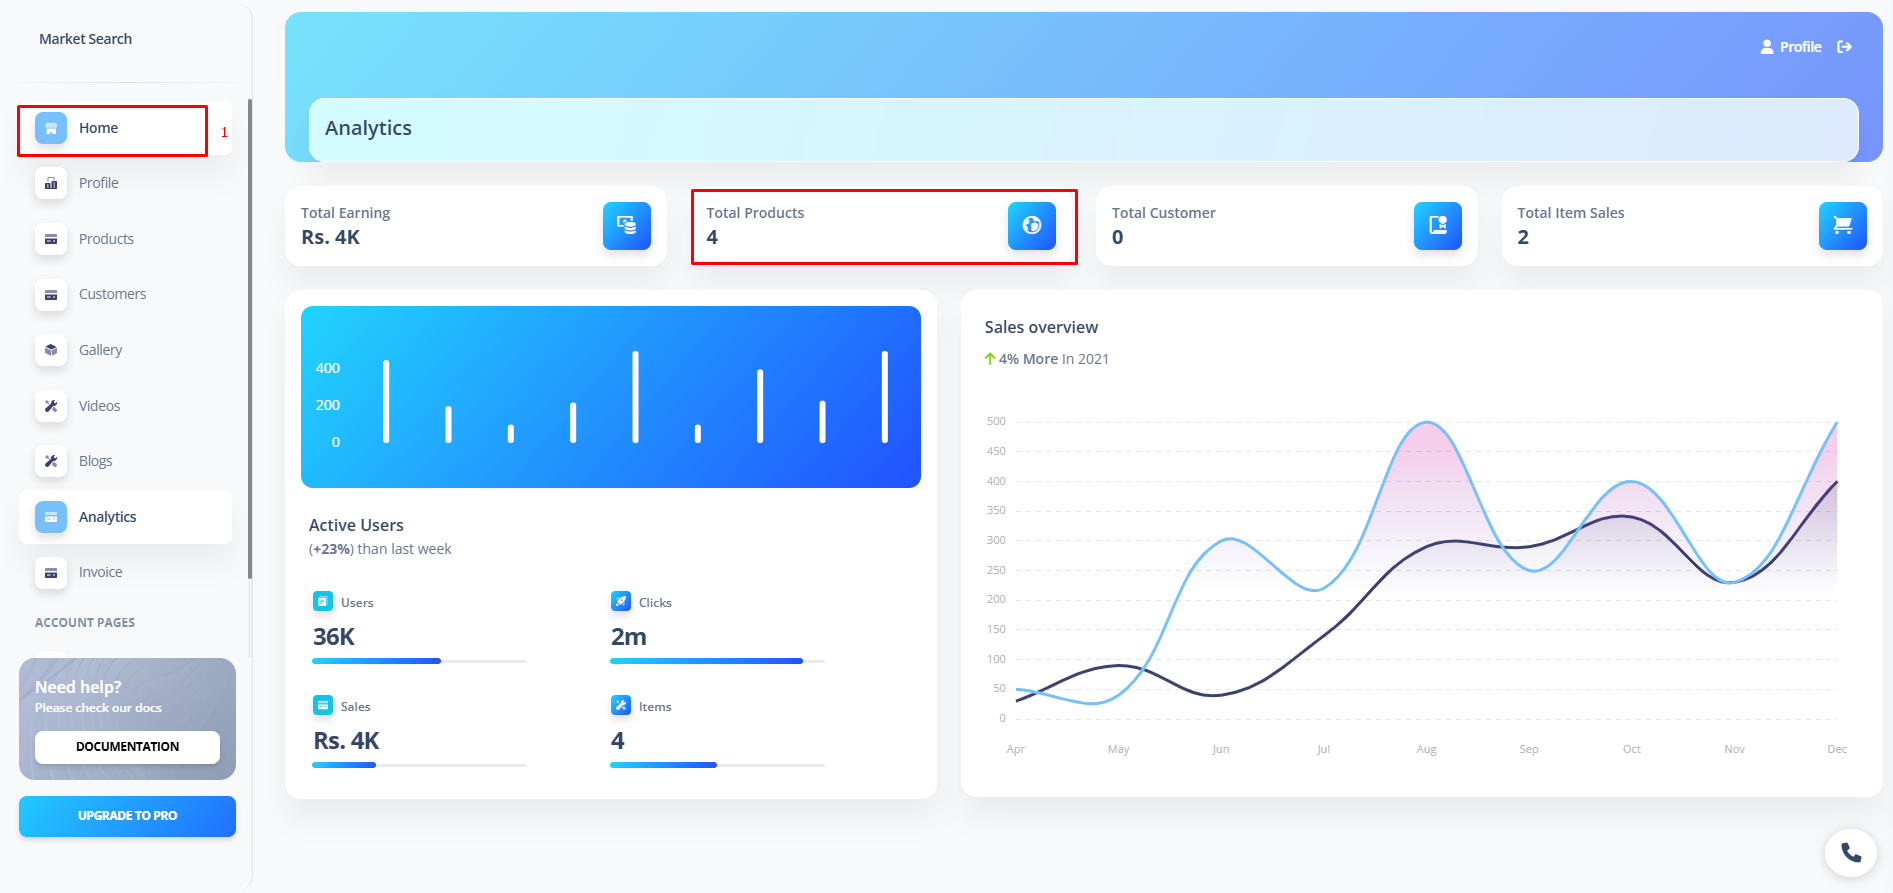 Market Search
Home
1
Profile
Products
Customers
Gallery
Videos
Blogs
Analytics
Invoice
ACCOUNT PAGES
Need help?
Please check our docs
DOCUMENTATION
UPGRADE TO PRO
Profile
Analytics
Total Earning
Rs. 4K
Total Products
4
Total Customer
0
Total Item Sales
2
400
200
0
Active Users
(+23%) than last week
Users
36K
Clicks
2m
Sales
Rs. 4K
Items
4
Sales overview
4% More In 2021
500
450
400
350
300
250
200
150
100
50
0
Apr May Jun Jul Aug Sep Oct Nov Dec